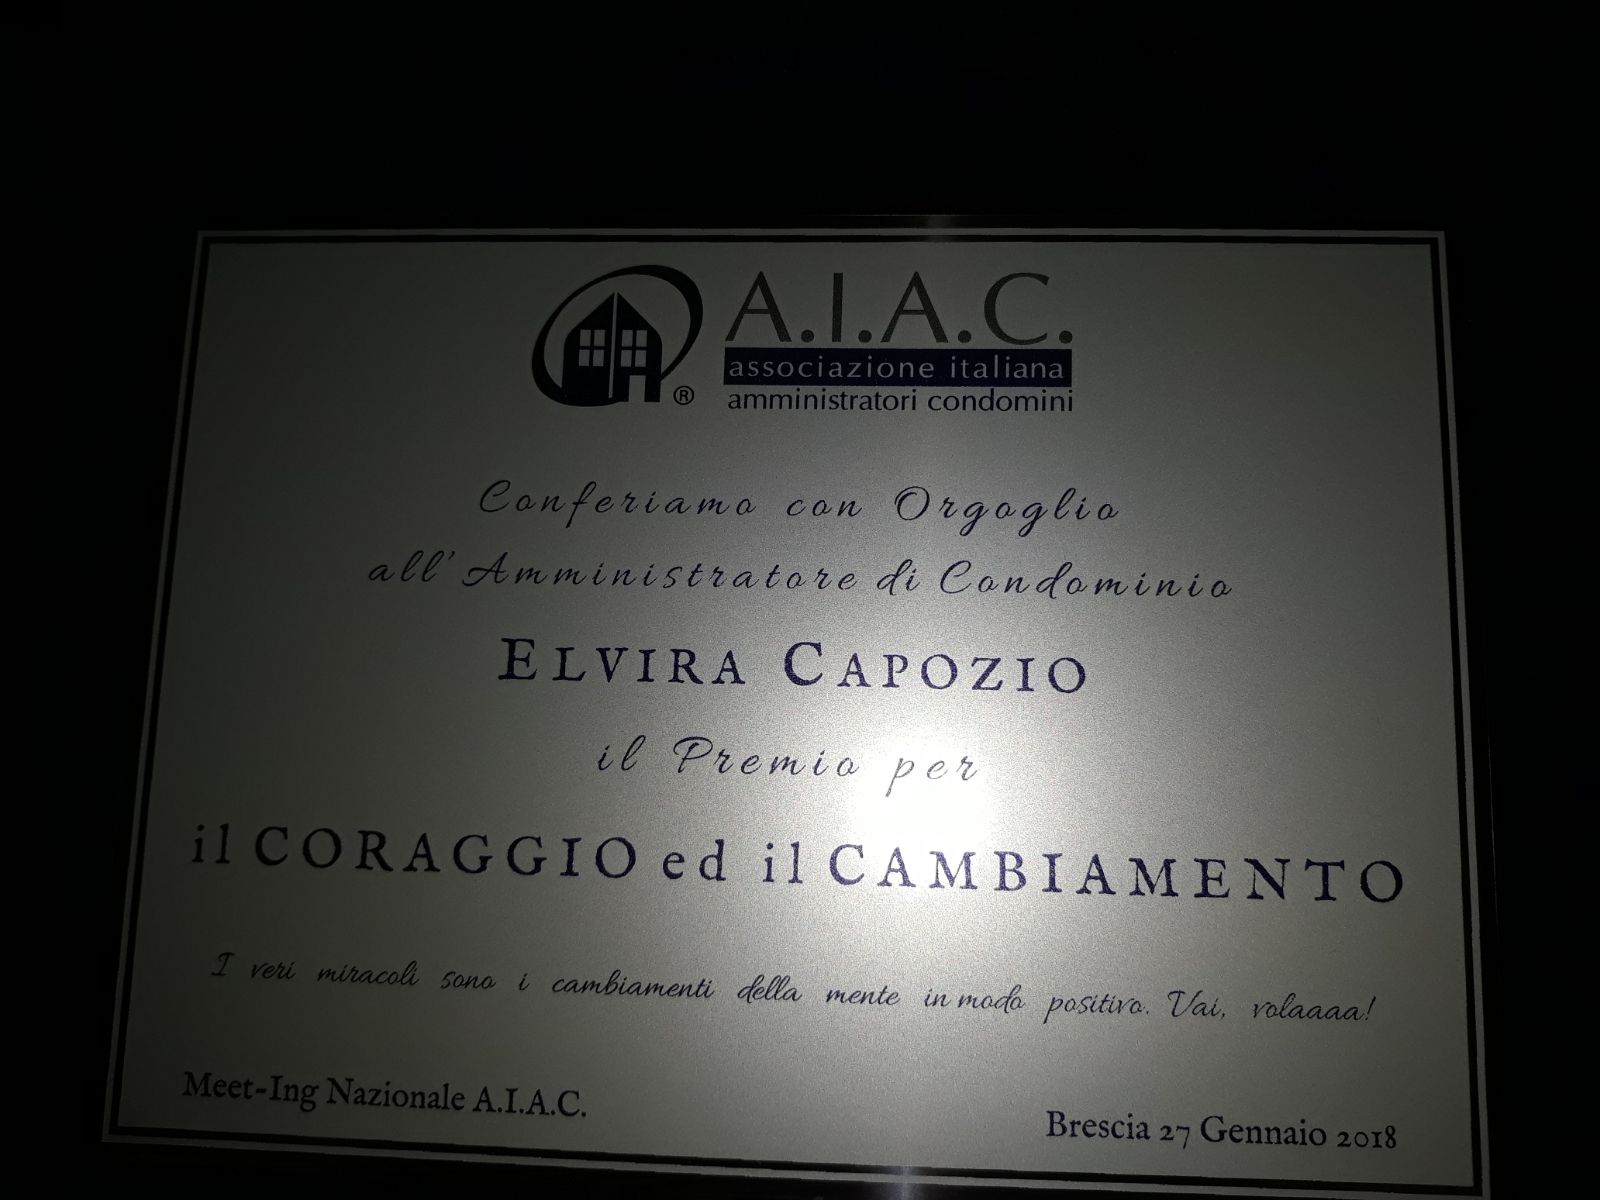 A.I.A.C.
associazione italiana
amministratori condomini
®
Conferiamo con Orgoglio
all' Amministratore di Condominio
ELVIRA CAPOZIO
il Premio per
il CORAGGIO ed il CAMBIAMENTO
I veri miracoli sono i cambiamenti della mente in modo positivo. Vai, volaaaa!
Meet-Ing Nazionale A.I.A.C.
Brescia 27 Gennaio 2018